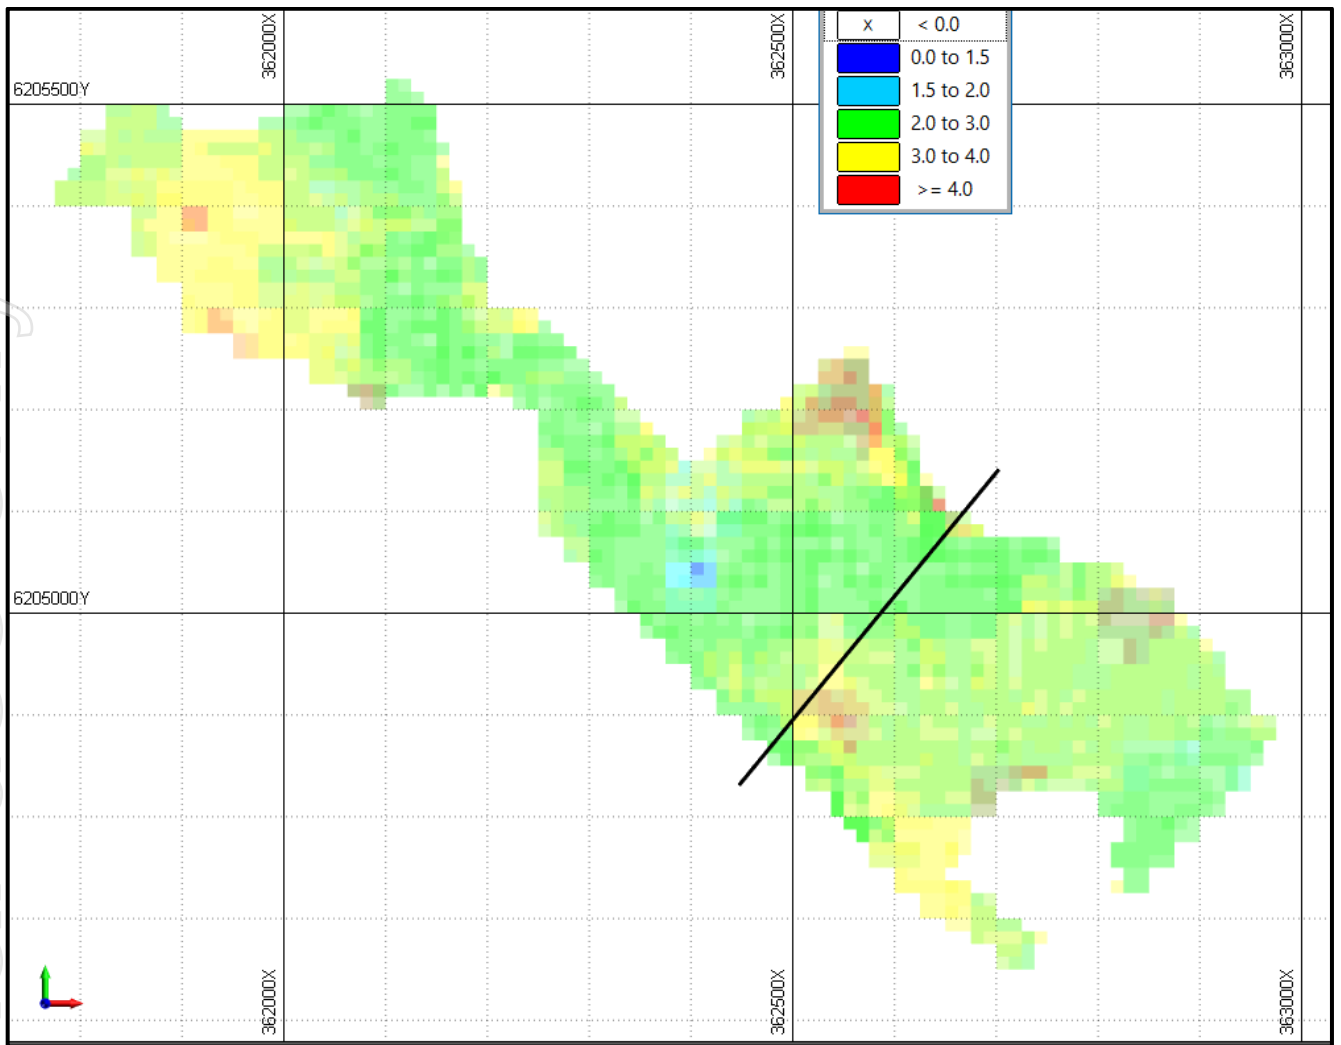 362000X
362500X
363000X
X < 0.0
0.0 to 1.5
1.5 to 2.0
2.0 to 3.0
3.0 to 4.0
>= 4.0
6205500Y
6205000Y
362000X
362500X
363000X